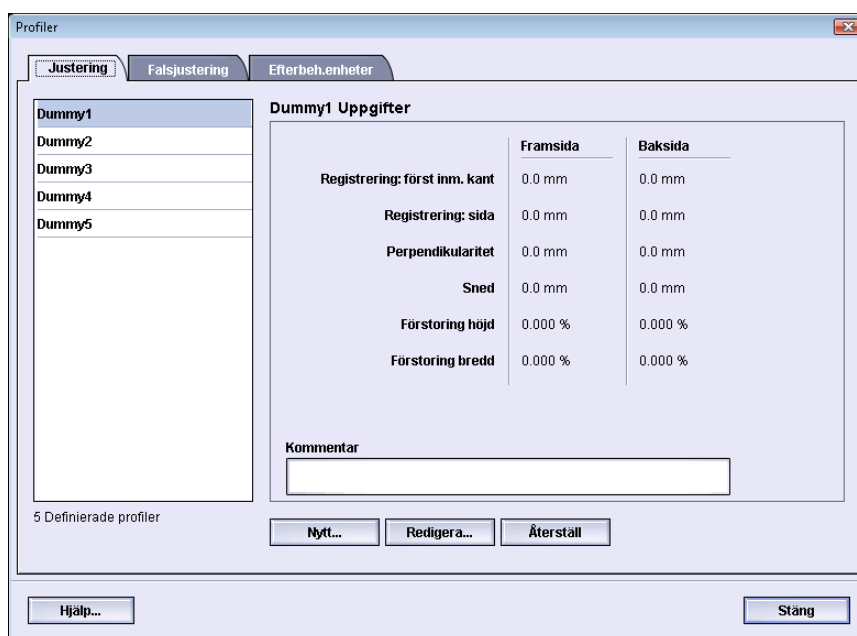 Profiler
Justering Falsjustering Efterbeh.enheter
Dummy1
Dummy2
Dummy3
Dummy4
Dummy5
5 Definierade profiler
Dummy1 Uppgifter
Framsida Baksida
Registrering: först inm. kant 0.0 mm 0.0 mm
Registrering: sida 0.0 mm 0.0 mm
Perpendikularitet 0.0 mm 0.0 mm
Sned 0.0 mm 0.0 mm
Förstoring höjd 0.000 % 0.000 %
Förstoring bredd 0.000 % 0.000 %
Kommentar
Nytt... Redigera... Återställ
Hjälp... Stäng